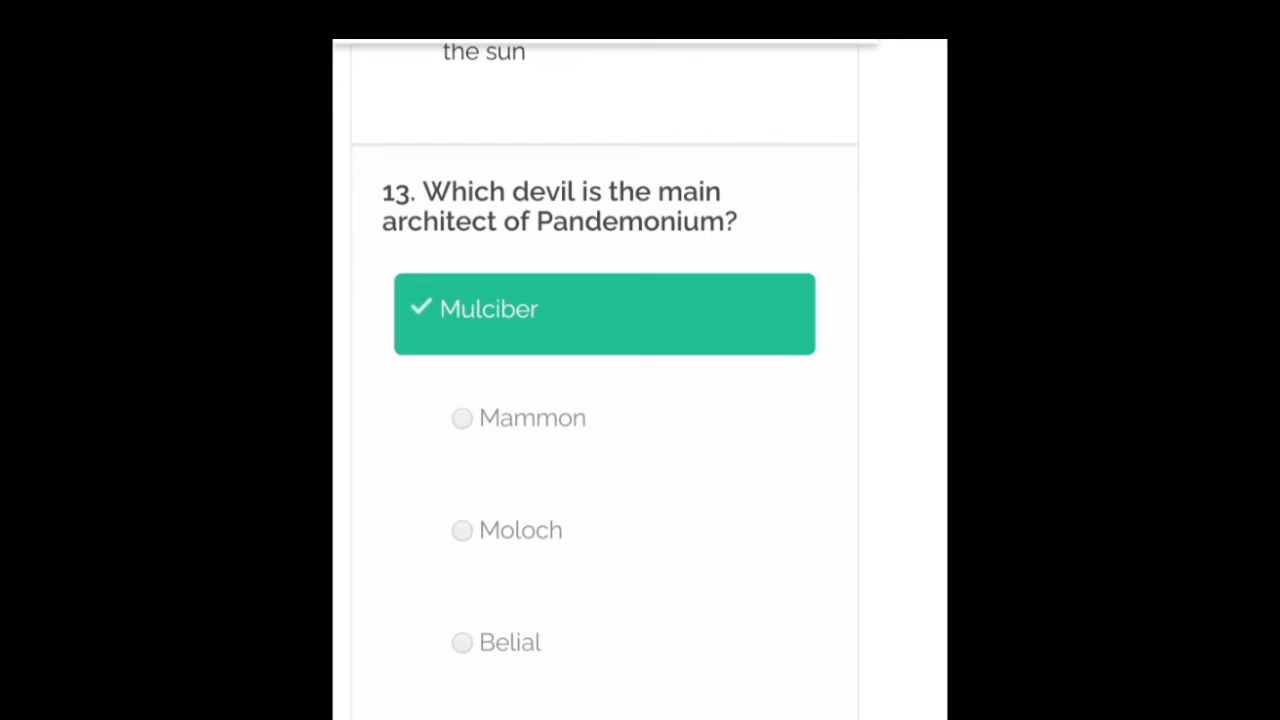 the sun
13. Which devil is the main
architect of Pandemonium?
Mulciber
Mammon
Moloch
Belial